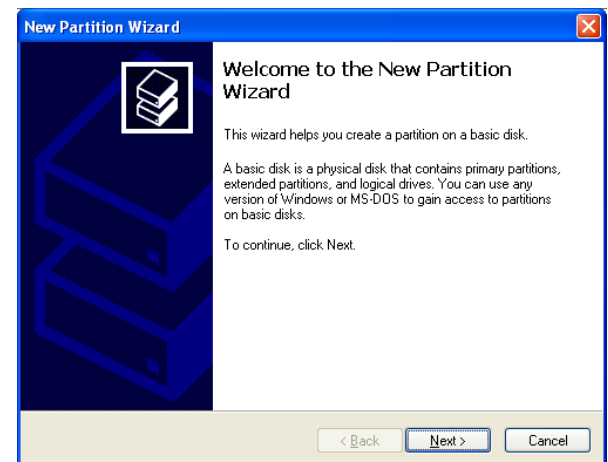 New Partition Wizard
Welcome to the New Partition
Wizard
This wizard helps you create a partition on a basic disk.
A basic disk is a physical disk that contains primary partitions,
extended partitions, and logical drives. You can use any
version of Windows or MS-DOS to gain access to partitions
on basic disks.
To continue, click Next.
< Back
Next >
Cancel